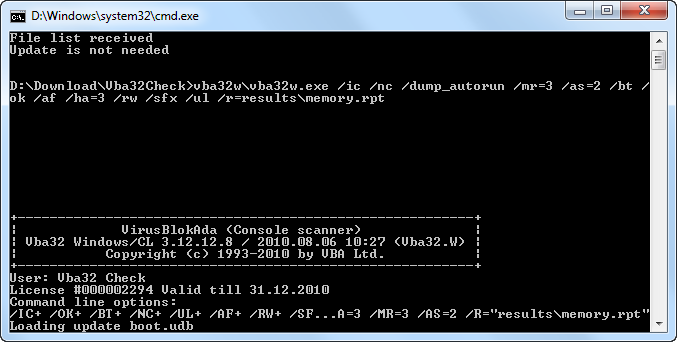 D:\Windows\system32\cmd.exe
File list received
Update is not needed
D:\Download\Vba32Check>vba32w\vba32w.exe /ic /nc /dump_autorun /mr=3 /as=2 /bt /
ok /af /ha=3 /rw /sfx /ul /r=results\memory.rpt
VirusBlokAda (Console scanner)
Vba32 Windows/CL 3.12.12.8 / 2010.08.06 10:27 (Vba32.W)
Copyright (c) 1993-2010 by VBA Ltd.
User: Vba32 Check
License #000002294 Valid till 31.12.2010
Command line options:
/IC+ /OK+ /BT+ /NC+ /UL+ /AF+ /RW+ /SF...A=3 /MR=3 /AS=2 /R="results\memory.rpt"
Loading update boot.udb